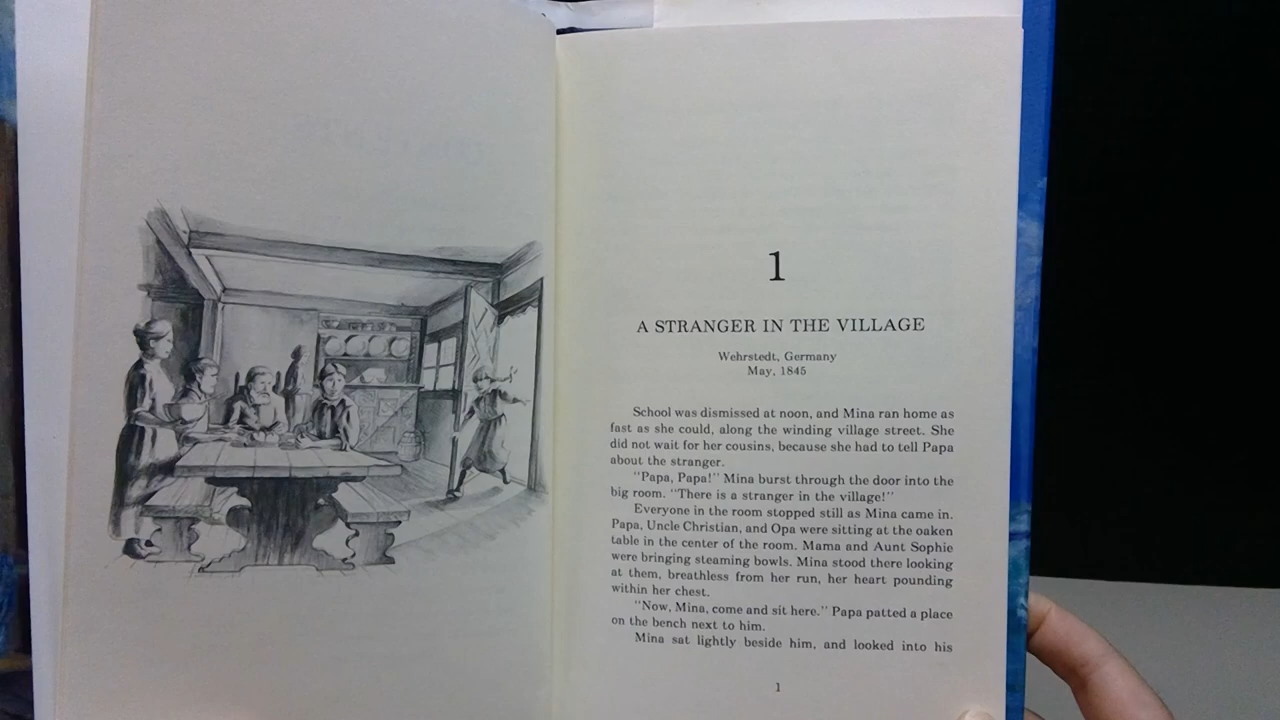 1
A STRANGER IN THE VILLAGE
Wehrstedt, Germany
May, 1845
School was dismissed at noon, and Mina ran home as
fast as she could, along the winding village street. She
did not wait for her cousins, because she had to tell Papa
about the stranger.
"Papa, Papa!" Mina burst through the door into the
big room. "There is a stranger in the village!"
Everyone in the room stopped still as Mina came in.
Papa, Uncle Christian, and Opa were sitting at the oaken
table in the center of the room. Mama and Aunt Sophie
were bringing steaming bowls. Mina stood there looking
at them, breathless from her run, her heart pounding
within her chest.
"Now, Mina, come and sit here." Papa patted a place
on the bench next to him.
Mina sat lightly beside him, and looked into his
1